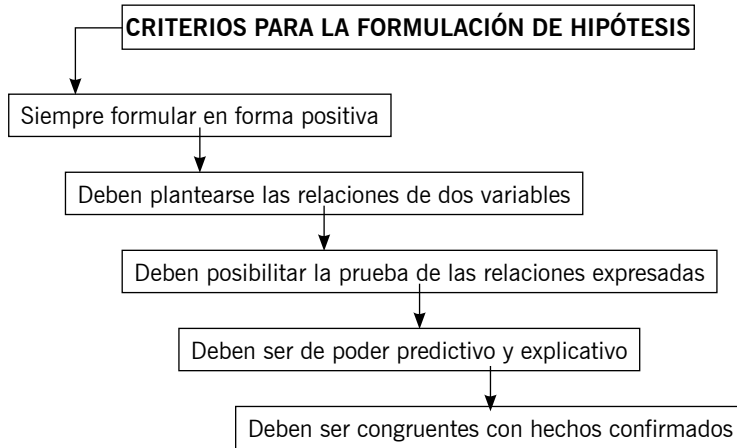 CRITERIOS PARA LA FORMULACIÓN DE HIPÓTESIS
Siempre formular en forma positiva
Deben plantearse las relaciones de dos variables
Deben posibilitar la prueba de las relaciones expresadas
Deben ser de poder predictivo y explicativo
Deben ser congruentes con hechos confirmados